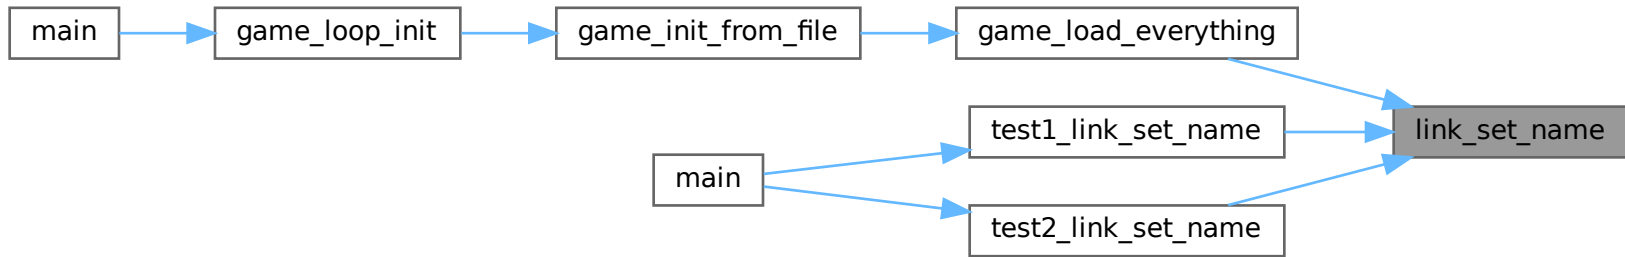 main
game_loop_init
game_init_from_file
game_load_everything
test1_link_set_name
link_set_name
main
test2_link_set_name